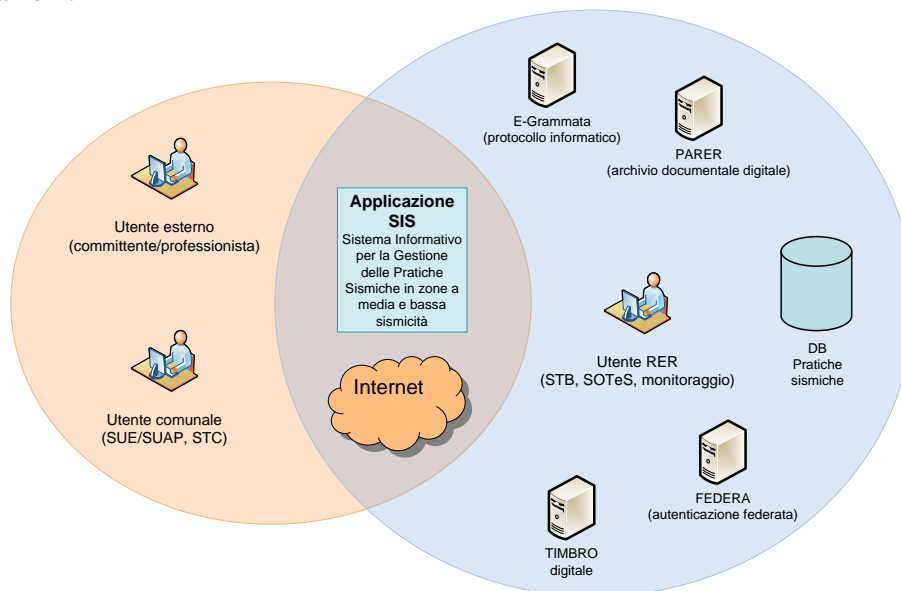 E-Grammata
(protocollo informatico)
PARER
(archivio documentale digitale)
Utente esterno
(committente/professionista)
Applicazione
SIS
Sistema Informativo
per la Gestione
delle Pratiche
Sismiche in zone a
media e bassa
sismicità
Utente RER
(STB, SOTeS, monitoraggio)
DB
Pratiche
sismiche
Internet
Utente comunale
(SUE/SUAP, STC)
FEDERA
(autenticazione federata)
TIMBRO
digitale